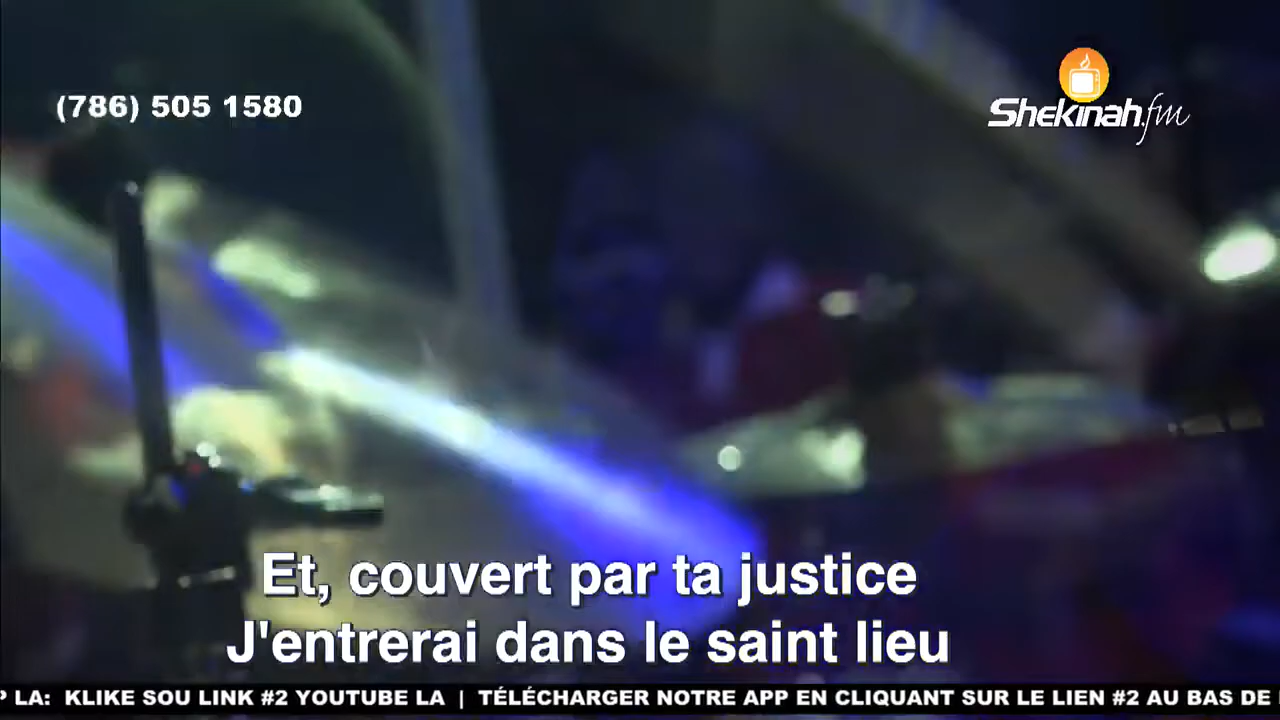 (786) 505 1580
Shekinah.fm
Et, couvert par ta justice
J'entrerai dans le saint lieu
LA: KLIKE SOU LINK #2 YOUTUBE LA | TÉLÉCHARGER NOTRE APP EN CLIQUANT SUR LE LIEN #2 AU BAS DE